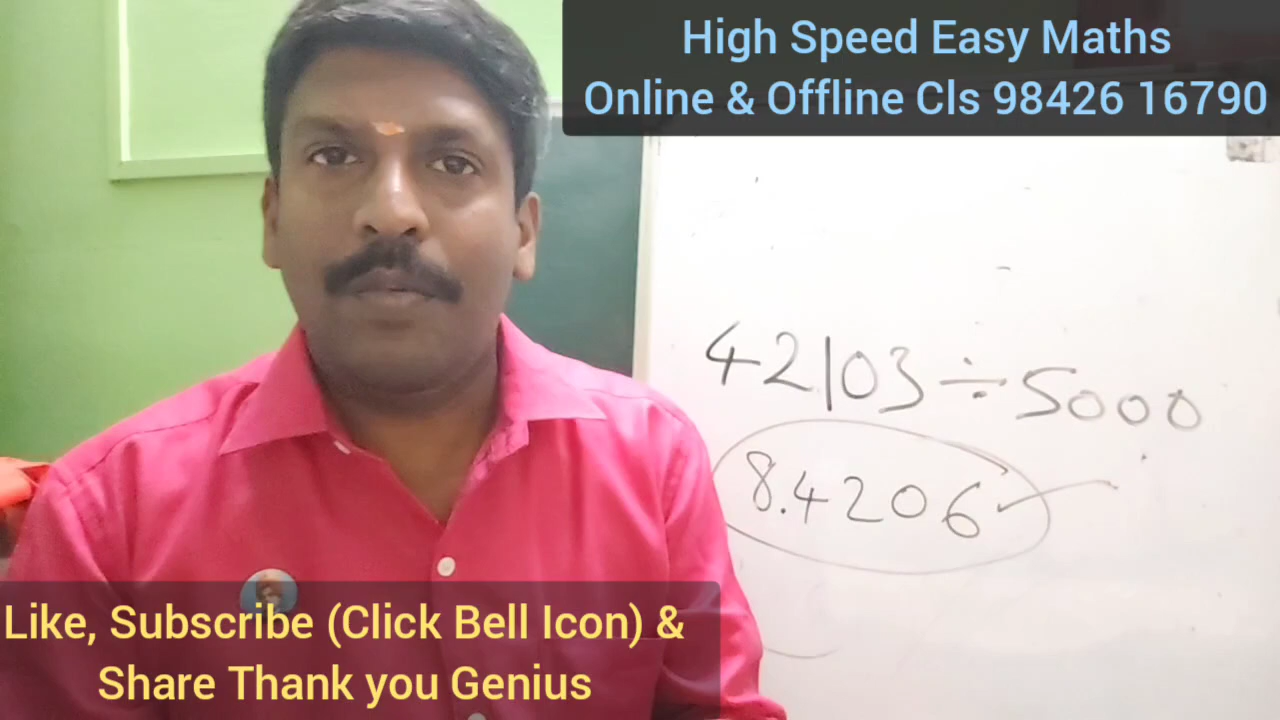 High Speed Easy Maths
Online & Offline Cls 98426 16790
42103÷5000
8.4206
Like, Subscribe (Click Bell Icon) &
Share Thank you Genius